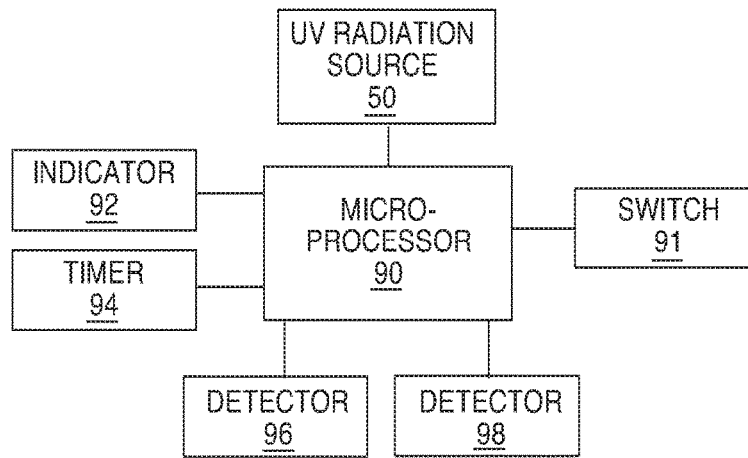 UV RADIATION
SOURCE
50
INDICATOR
92
MICRO-
PROCESSOR
90
SWITCH
91
TIMER
94
DETECTOR
96
DETECTOR
98